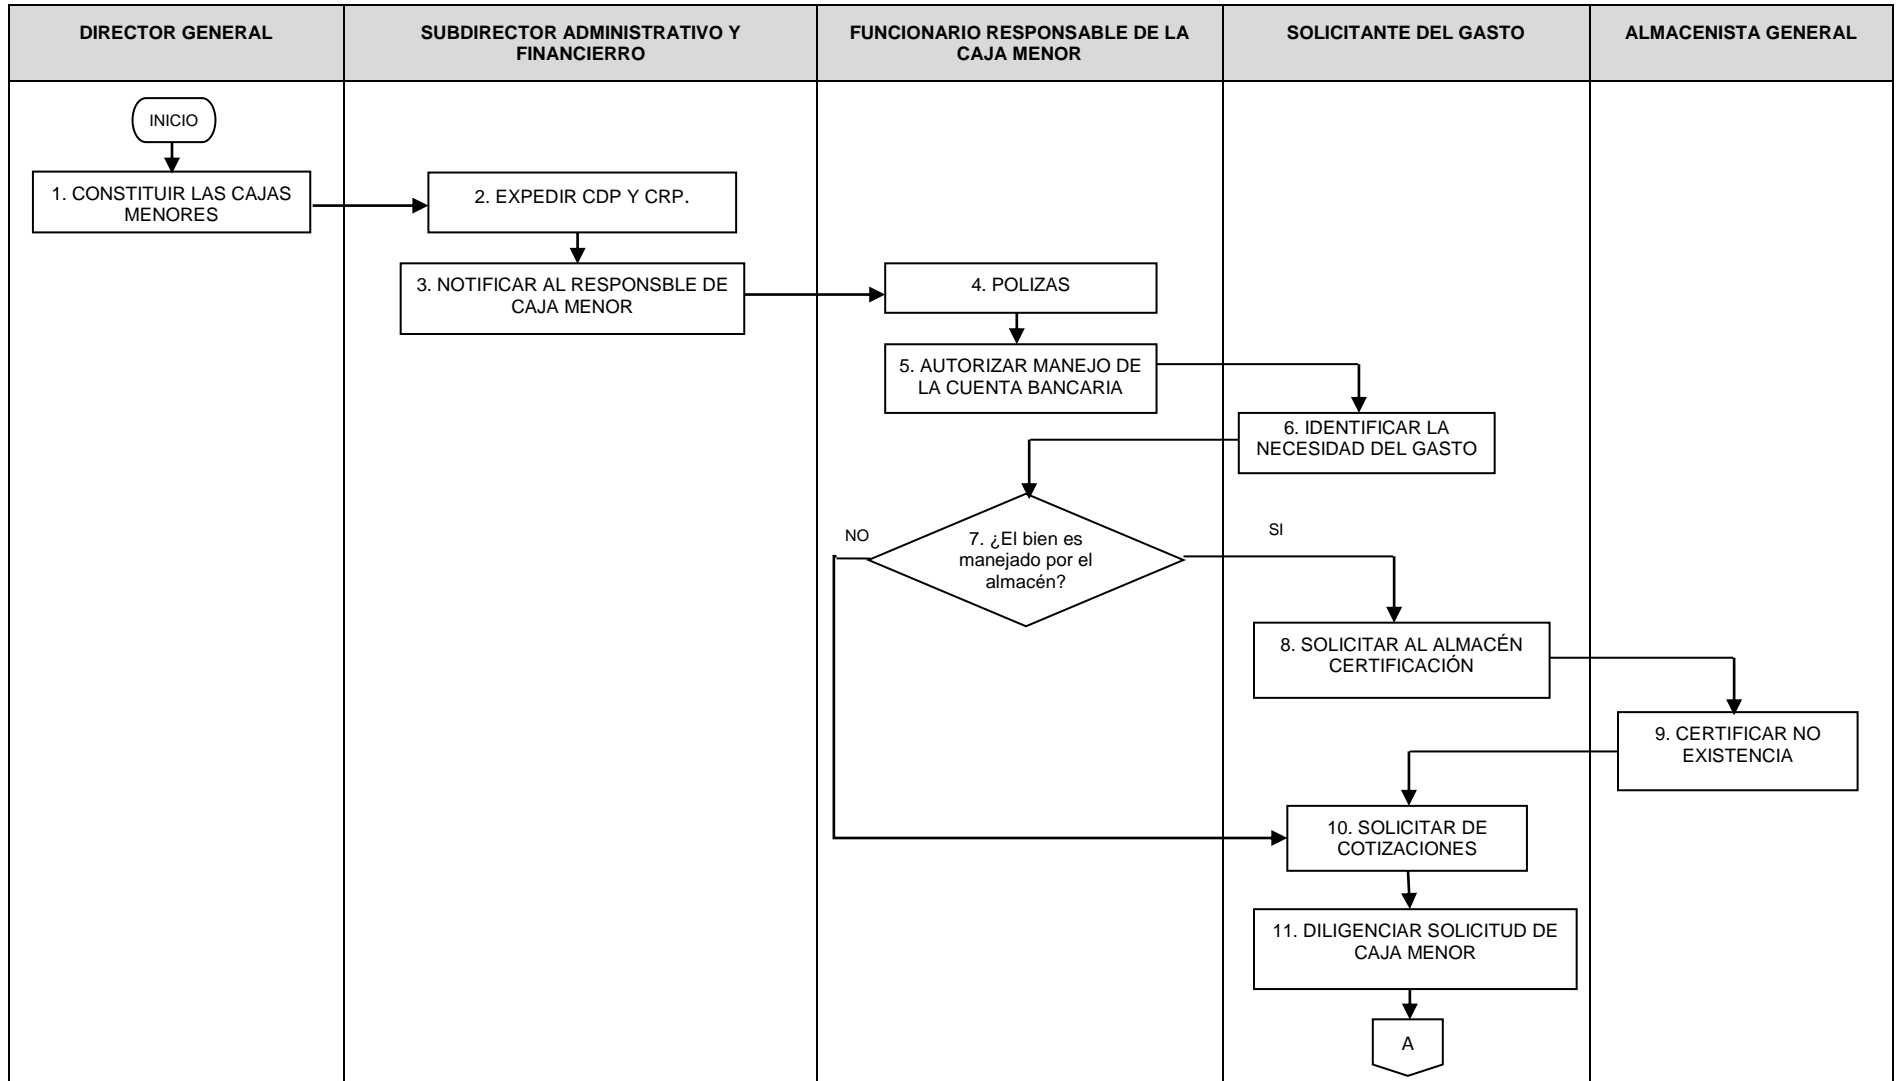 DIRECTOR GENERAL
SUBDIRECTOR ADMINISTRATIVO Y
FINANCIERRO
FUNCIONARIO RESPONSABLE DE LA
CAJA MENOR
SOLICITANTE DEL GASTO
ALMACENISTA GENERAL
INICIO
1. CONSTITUIR LAS CAJAS
MENORES
2. EXPEDIR CDP Y CRP.
3. NOTIFICAR AL RESPONSBLE DE
CAJA MENOR
4. POLIZAS
5. AUTORIZAR MANEJO DE
LA CUENTA BANCARIA
6. IDENTIFICAR LA
NECESIDAD DEL GASTO
NO
7. ¿El bien es
manejado por el
almacén?
SI
8. SOLICITAR AL ALMACÉN
CERTIFICACIÓN
9. CERTIFICAR NO
EXISTENCIA
10. SOLICITAR DE
COTIZACIONES
11. DILIGENCIAR SOLICITUD DE
CAJA MENOR
A